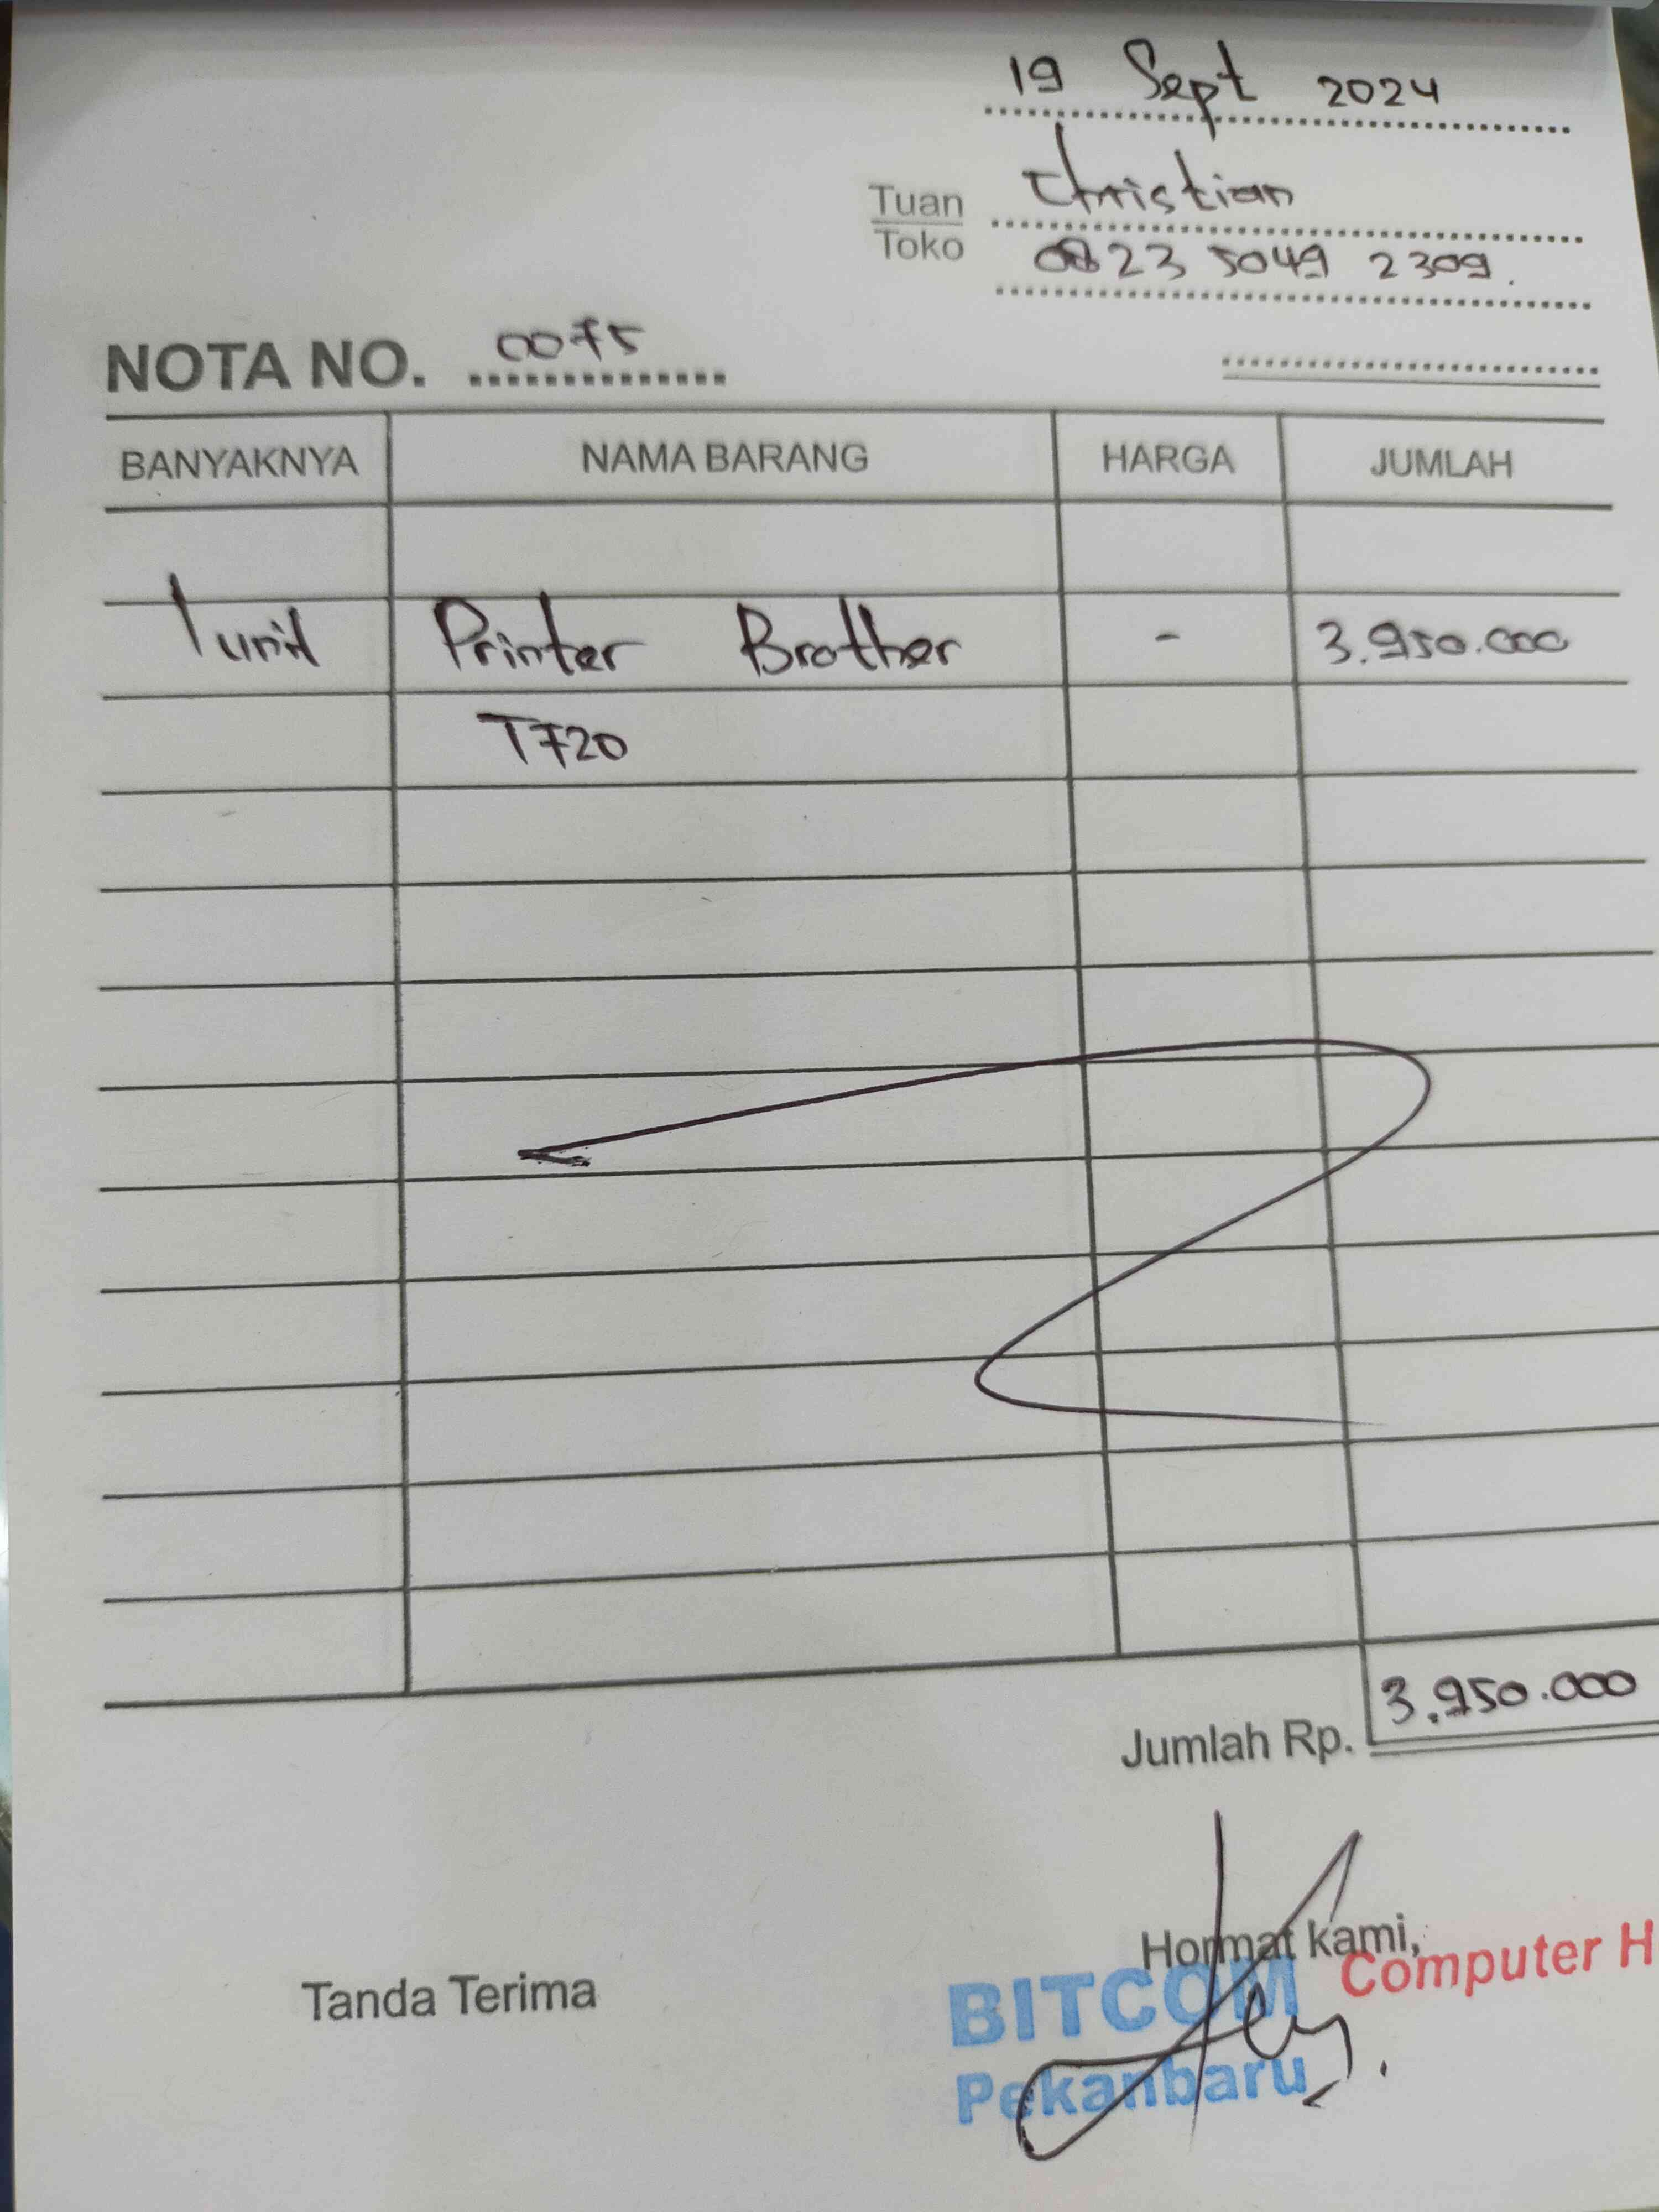 19 Sept 2024
Tuan Christian
Toko 0823 5049 2309.
NOTA NO. 0075
BANYAKNYA NAMA BARANG HARGA JUMLAH
1 unit Printer Brother - 3.950.000
T720
Jumlah Rp. 3.950.000
Hormat kami,
Tanda Terima
BITCOM Computer H
Pekanbaru